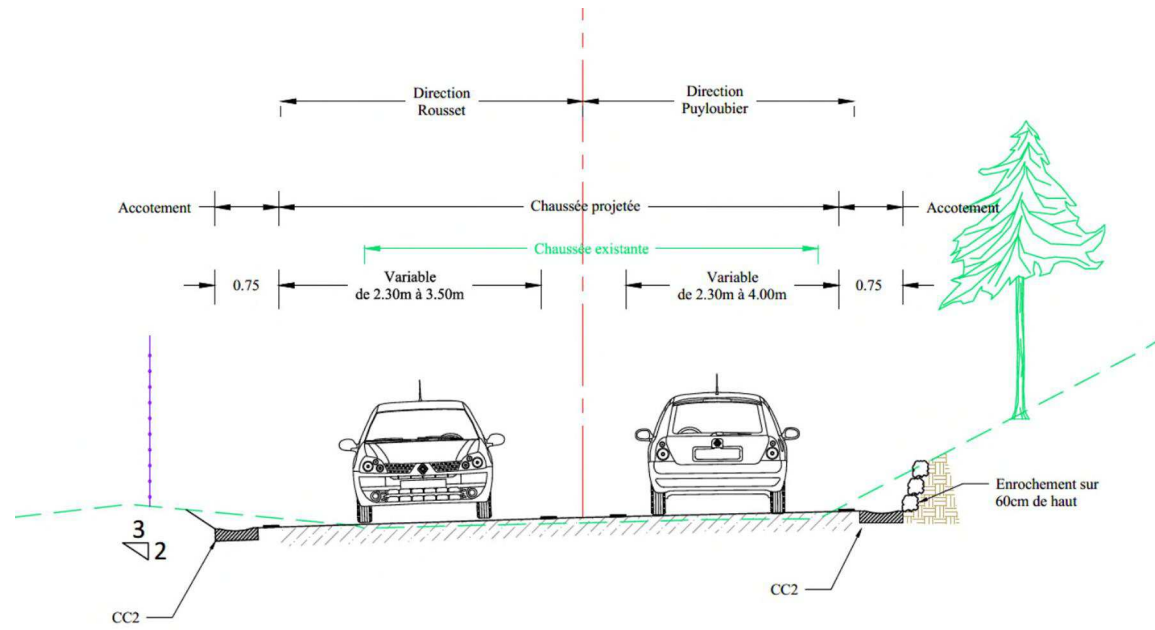 Direction
Rousset
Direction
Puyloubier
Accotement
Chaussée projetée
Accotement
Chaussée existante
0.75
Variable
de 2.30m à 3.50m
Variable
de 2.30m à 4.00m
0.75
Enrochement sur
60cm de haut
3
2
CC2
CC2